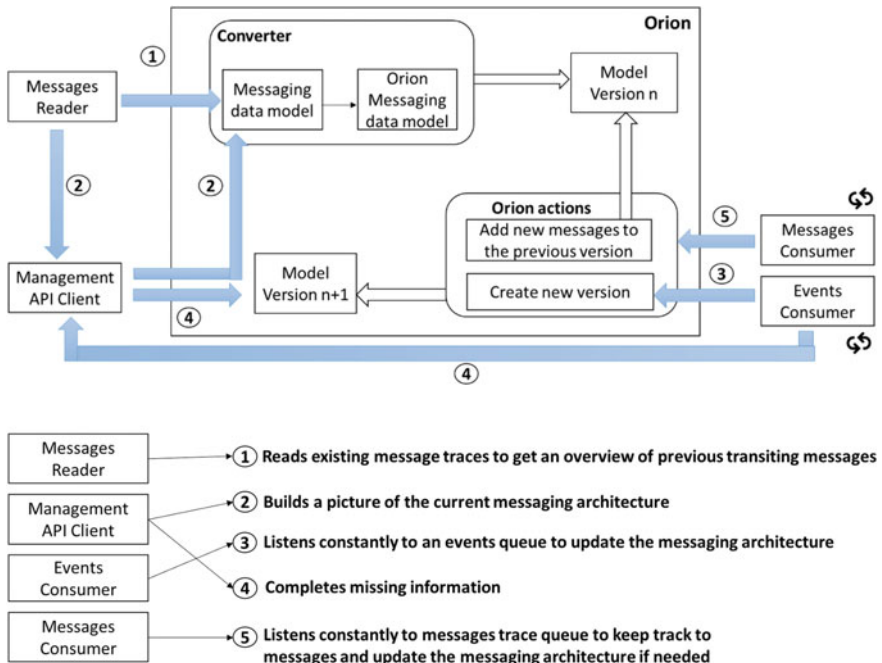 Orion
Converter
①
Messages
Reader
Messaging
data model
Orion
Messaging
data model
Model
Version n
②
②
Orion actions
Add new messages to
the previous version
⑤
Messages
Consumer
Management
API Client
Model
Version n+1
Create new version
③
Events
Consumer
④
④
Messages
Reader
① Reads existing message traces to get an overview of previous transiting messages
Management
API Client
② Builds a picture of the current messaging architecture
③ Listens constantly to an events queue to update the messaging architecture
Events
Consumer
④ Completes missing information
Messages
Consumer
⑤ Listens constantly to messages trace queue to keep track to
messages and update the messaging architecture if needed